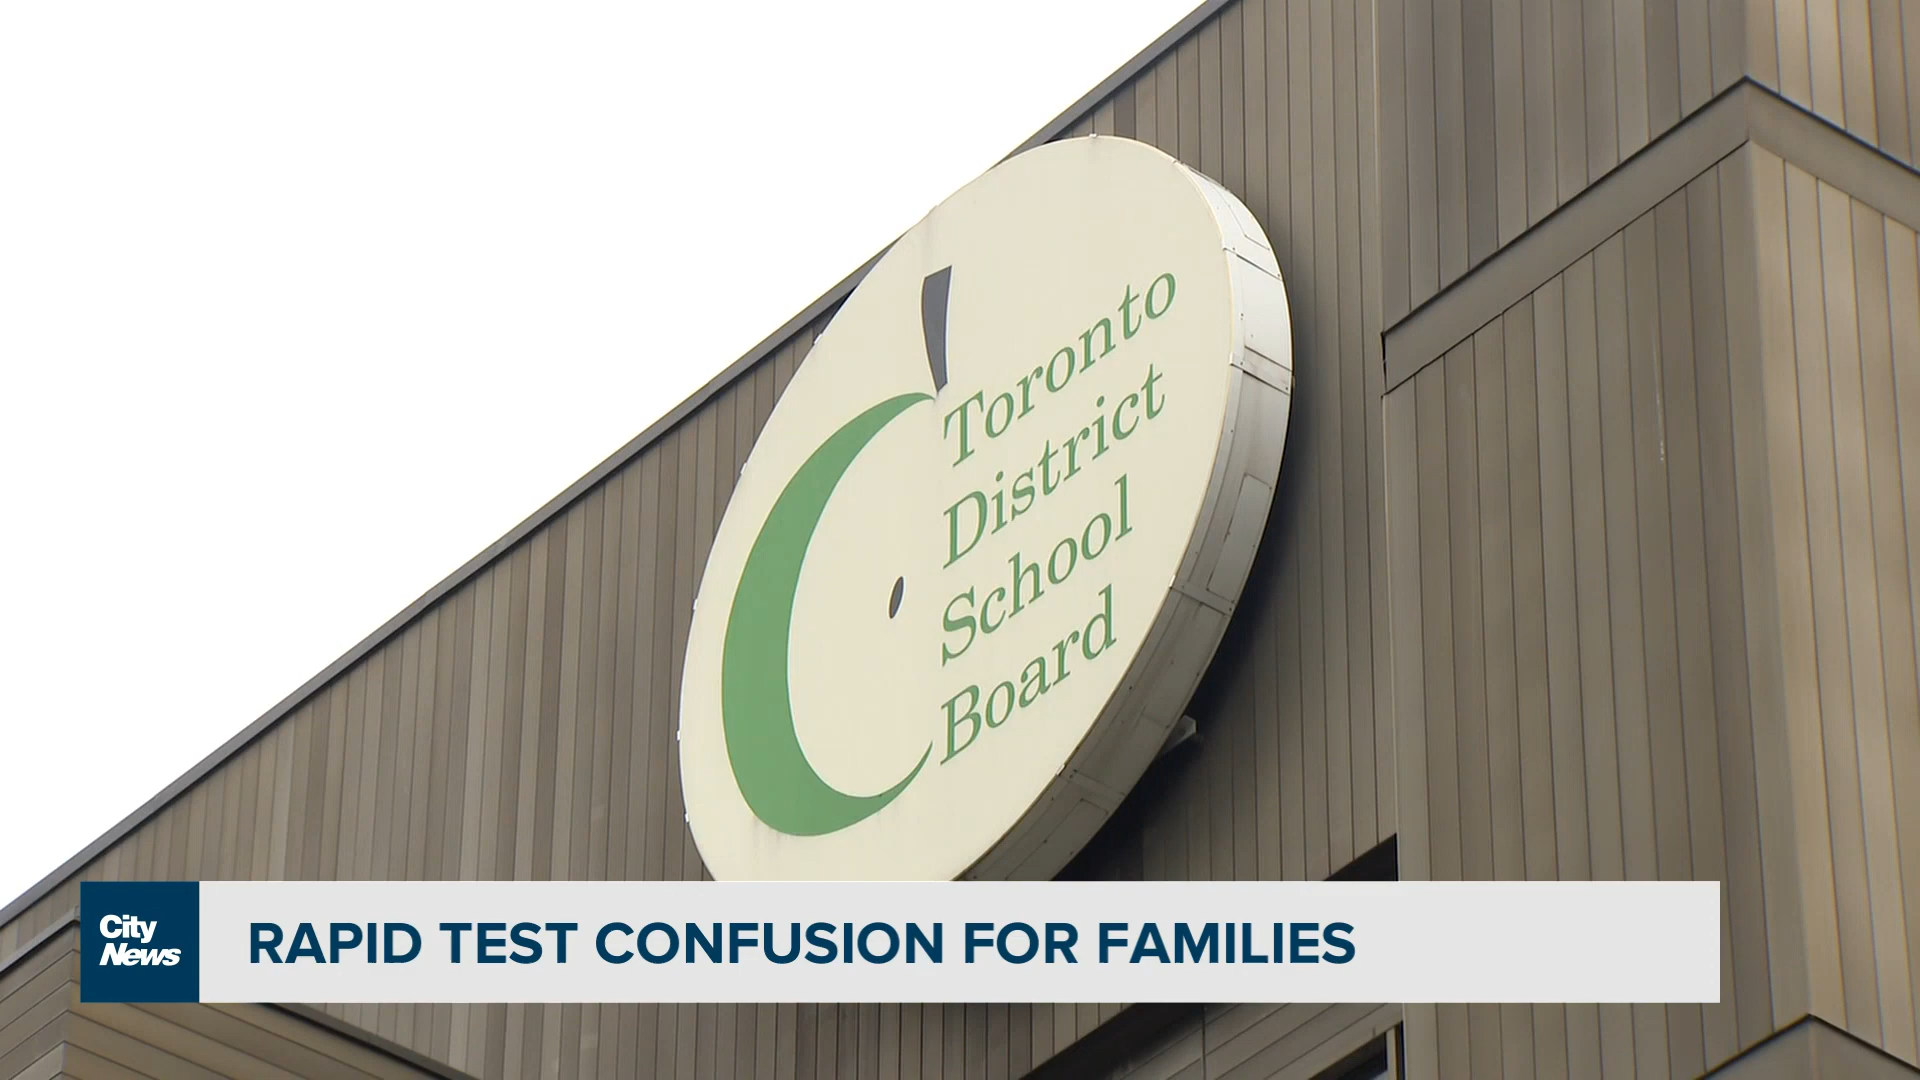 Toronto
District
School
Board
City
News
RAPID TEST CONFUSION FOR FAMILIES